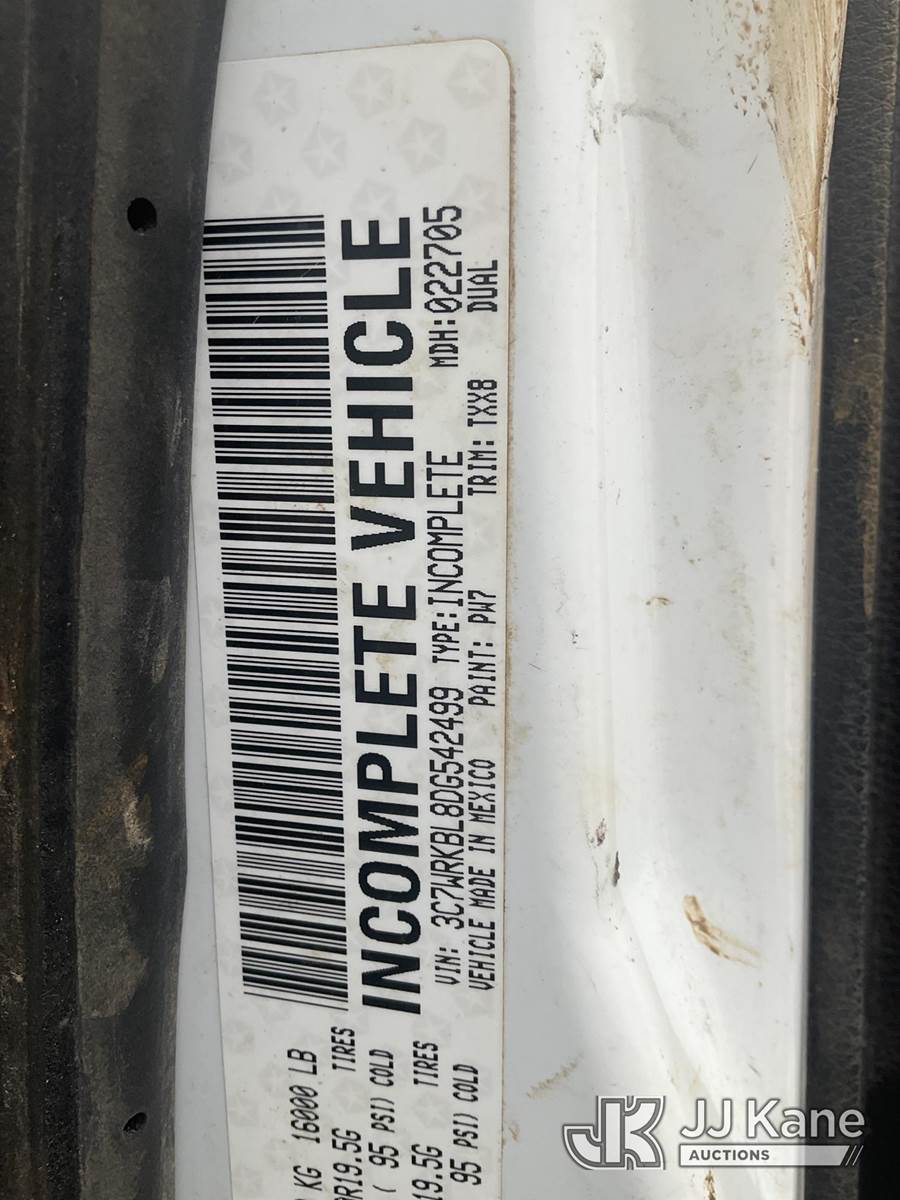 KG 16000 LB
R19.5G TIRES
( 95 PSI) COLD
19.5G TIRES
95 PSI) COLD
INCOMPLETE VEHICLE
VIN: 3C7WRKBL8DG542499 TYPE:INCOMPLETE MDH:022705
VEHICLE MADE IN MEXICO PAINT: PW7 TRIM: TXX8 DUAL
JK JJ Kane
AUCTIONS